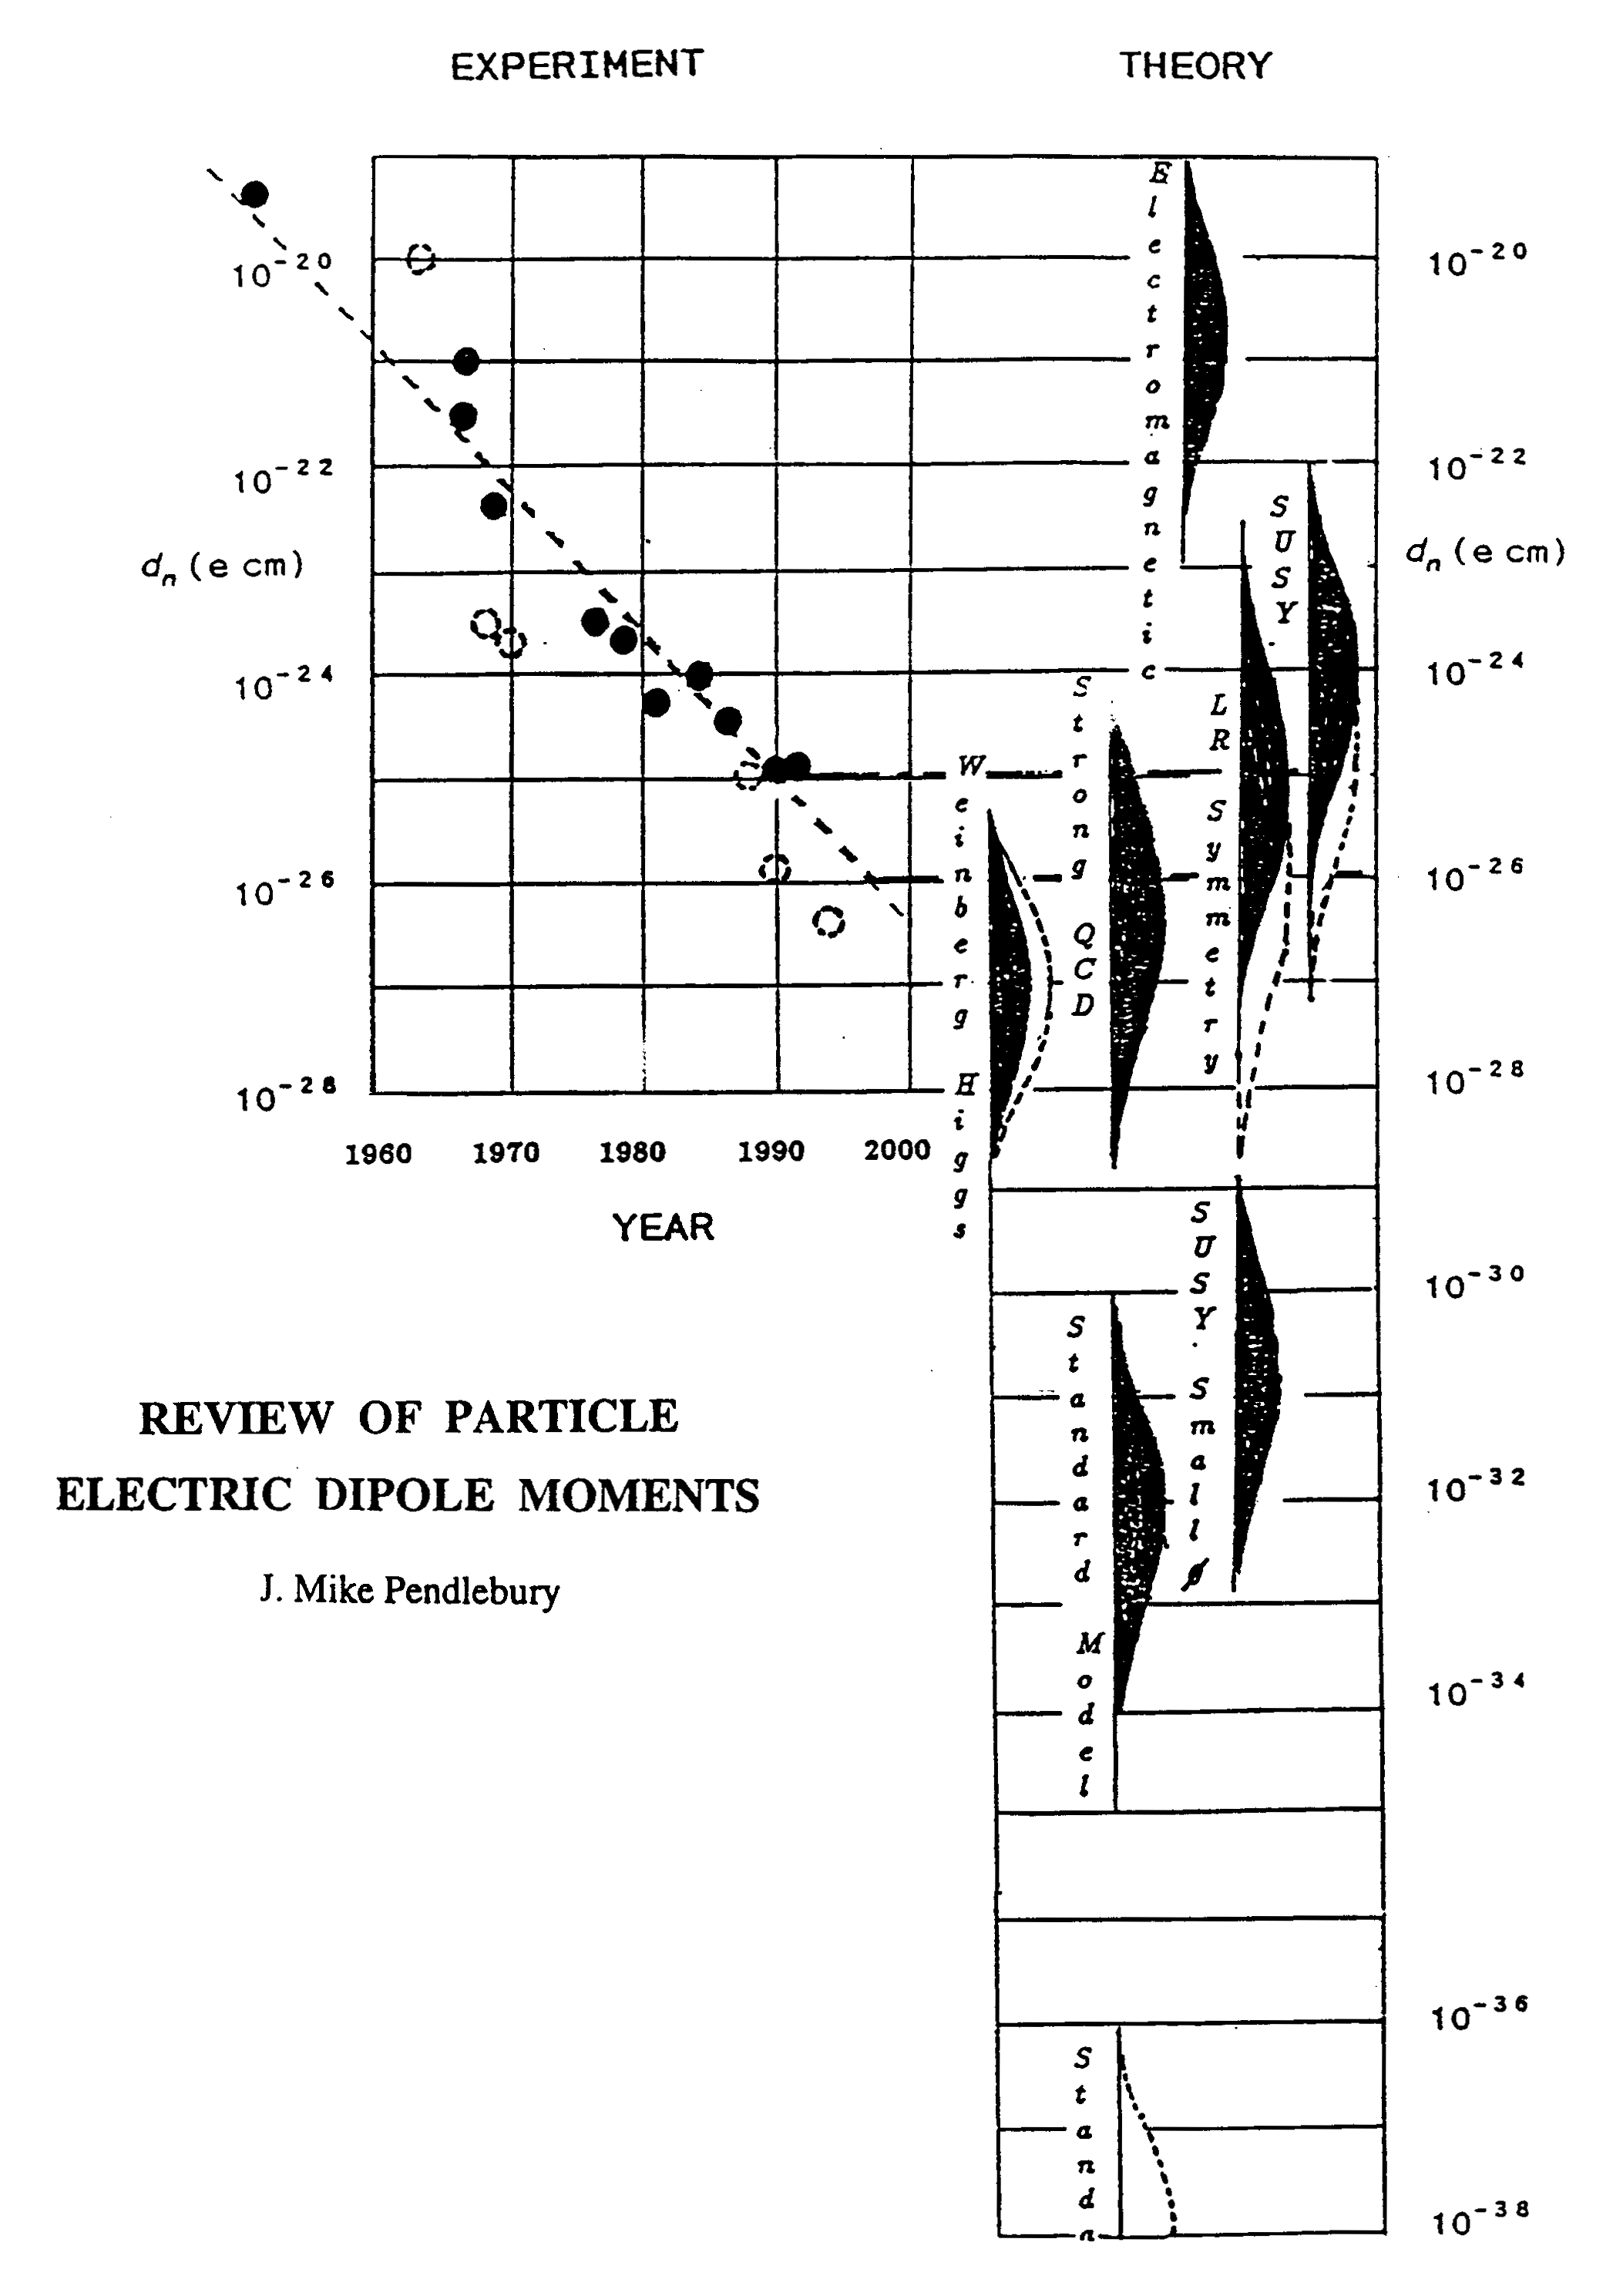 EXPERIMENT
THEORY
10⁻²⁰
10⁻²²
dₙ (e cm)
10⁻²⁴
10⁻²⁶
10⁻²⁸
1960 1970 1980 1990 2000
YEAR
Electromagnetic
SUSY
LR Symmetry
Strong QCD
Weinberg Higgs
SUSY Small ø
Standard Model
Standa
10⁻²⁰
10⁻²²
dₙ (e cm)
10⁻²⁴
10⁻²⁶
10⁻²⁸
10⁻³⁰
10⁻³²
10⁻³⁴
10⁻³⁶
10⁻³⁸
REVIEW OF PARTICLE
ELECTRIC DIPOLE MOMENTS
J. Mike Pendlebury